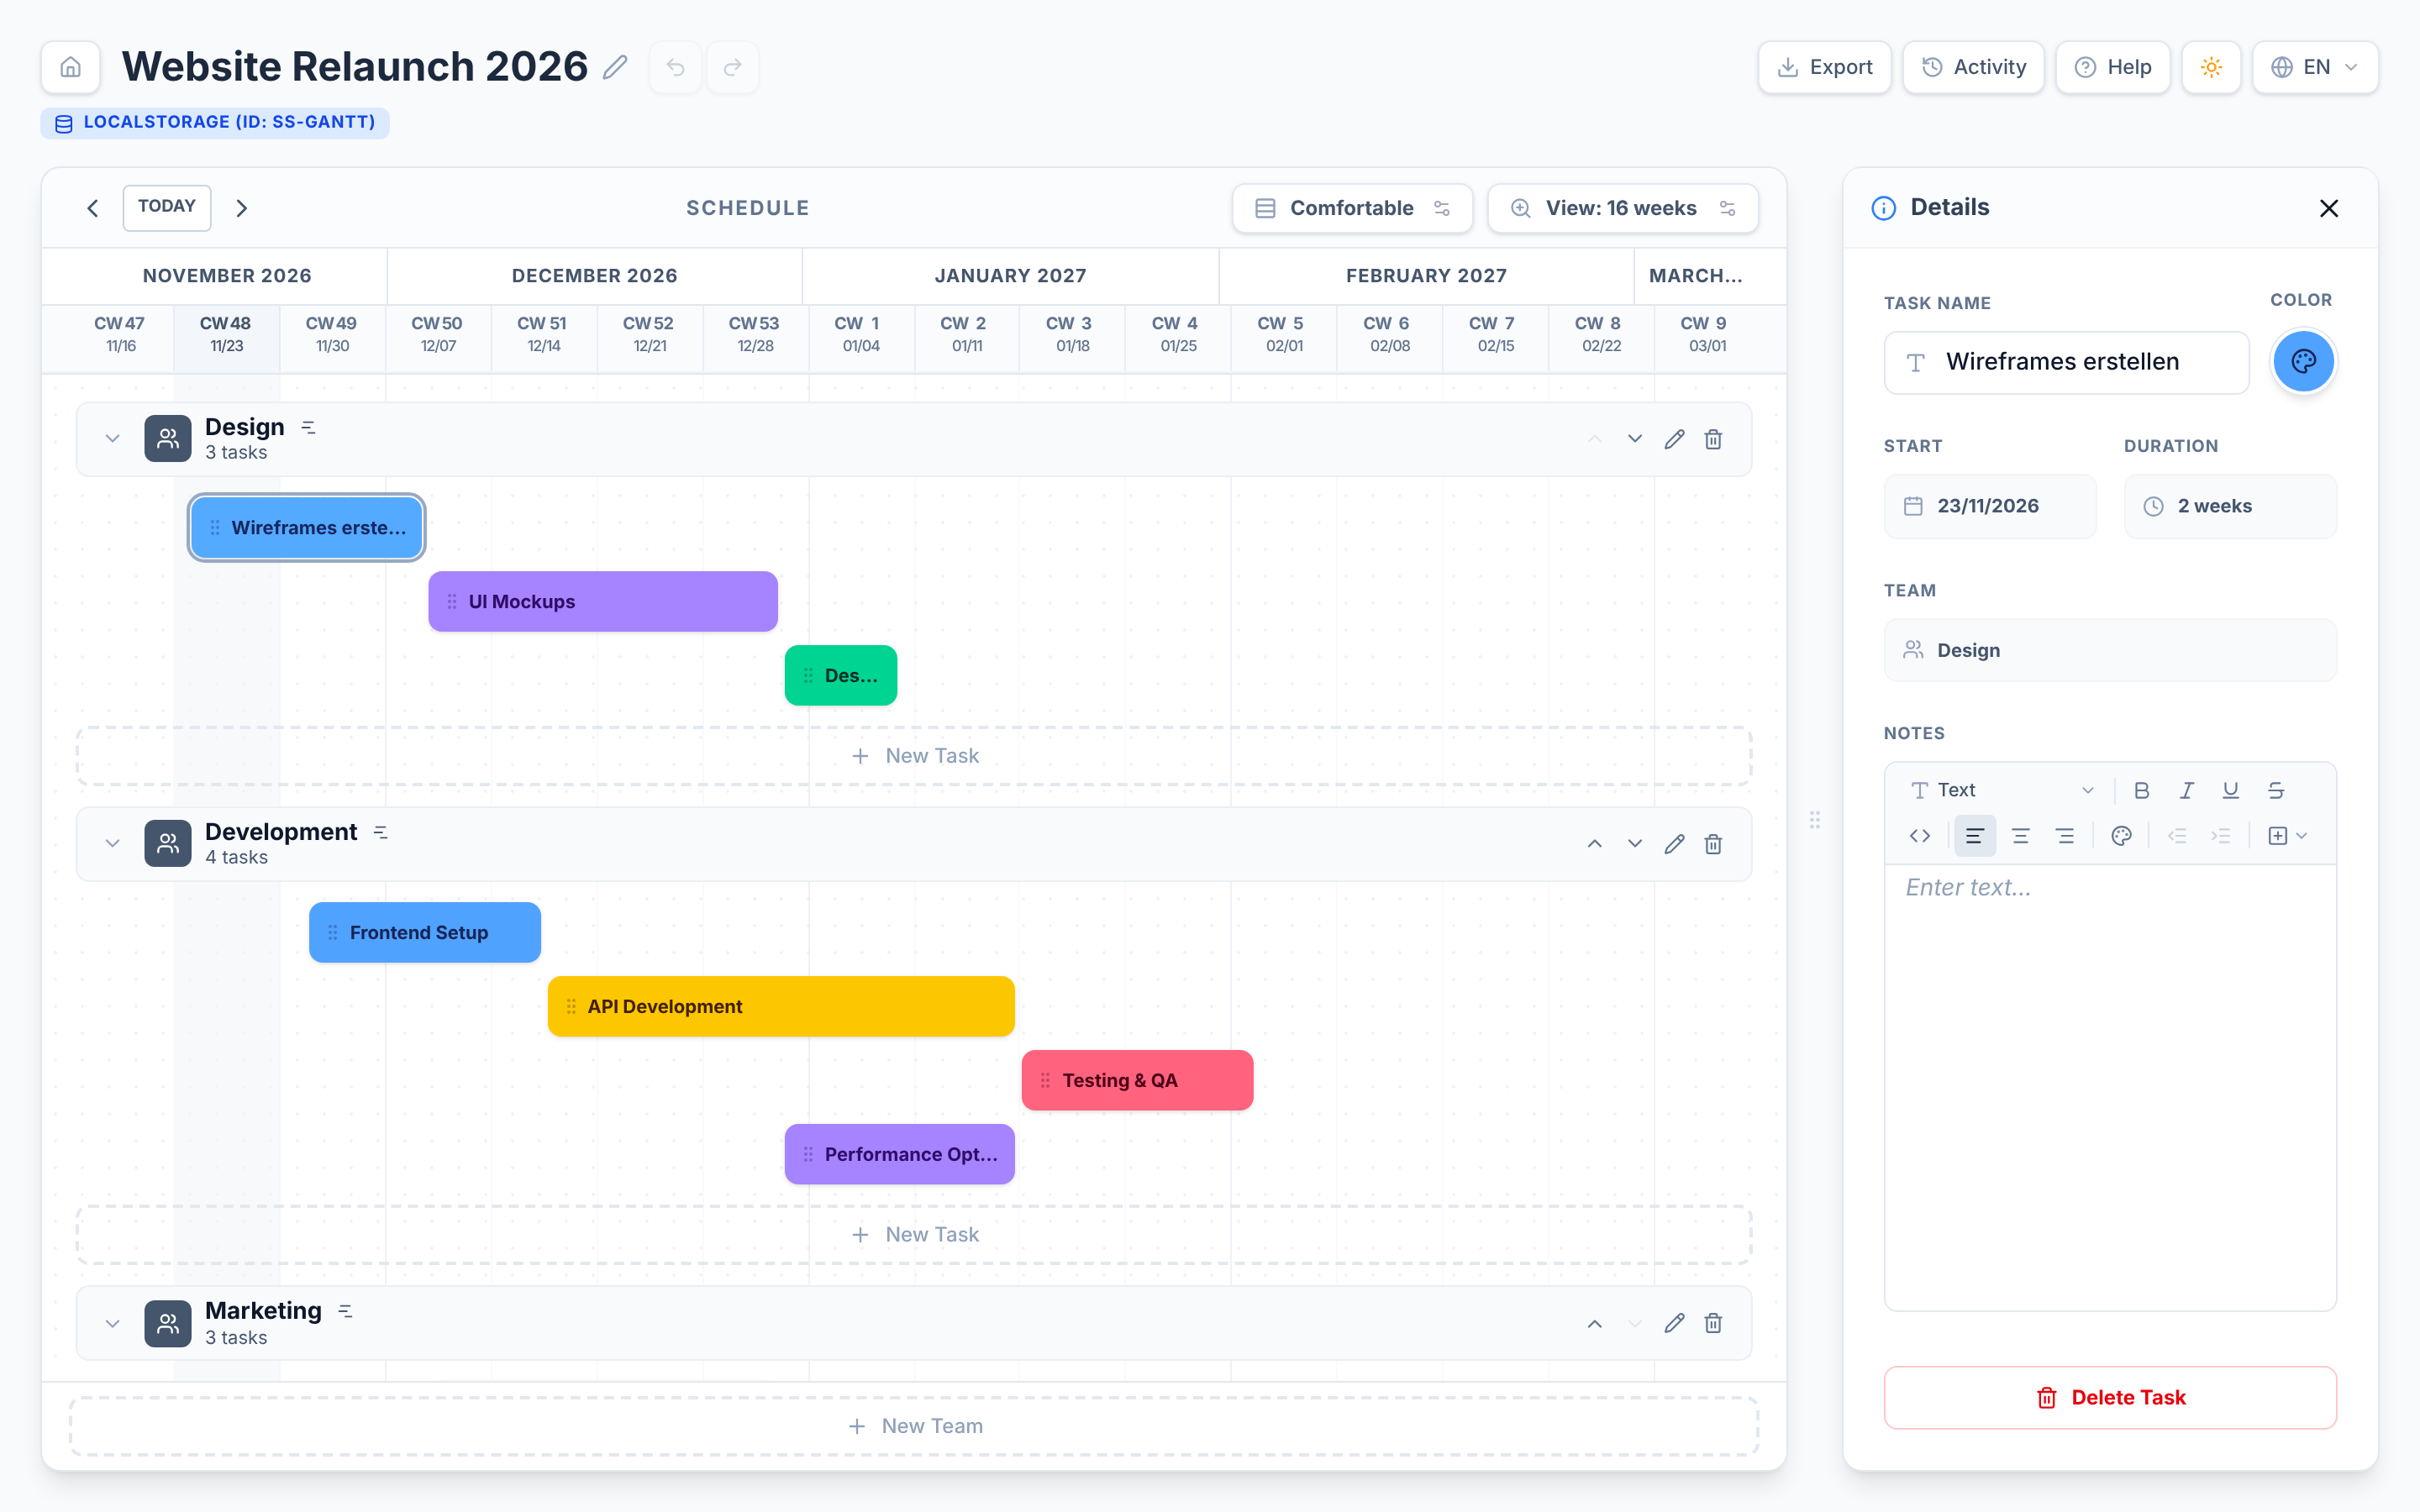 Website Relaunch 2026
Export
Activity
Help
EN
LOCALSTORAGE (ID: SS-GANTT)
TODAY
SCHEDULE
Comfortable
View: 16 weeks
NOVEMBER 2026
DECEMBER 2026
JANUARY 2027
FEBRUARY 2027
MARCH...
CW 47
CW 48
CW 49
CW 50
CW 51
CW 52
CW 53
CW 1
CW 2
CW 3
CW 4
CW 5
CW 6
CW 7
CW 8
CW 9
11/16
11/23
11/30
12/07
12/14
12/21
12/28
01/04
01/11
01/18
01/25
02/01
02/08
02/15
02/22
03/01
Design
3 tasks
Wireframes erste...
UI Mockups
Des...
New Task
Development
4 tasks
Frontend Setup
API Development
Testing & QA
Performance Opt...
New Task
Marketing
3 tasks
New Team
Details
TASK NAME
COLOR
Wireframes erstellen
START
DURATION
23/11/2026
2 weeks
TEAM
Design
NOTES
Text
Enter text...
Delete Task